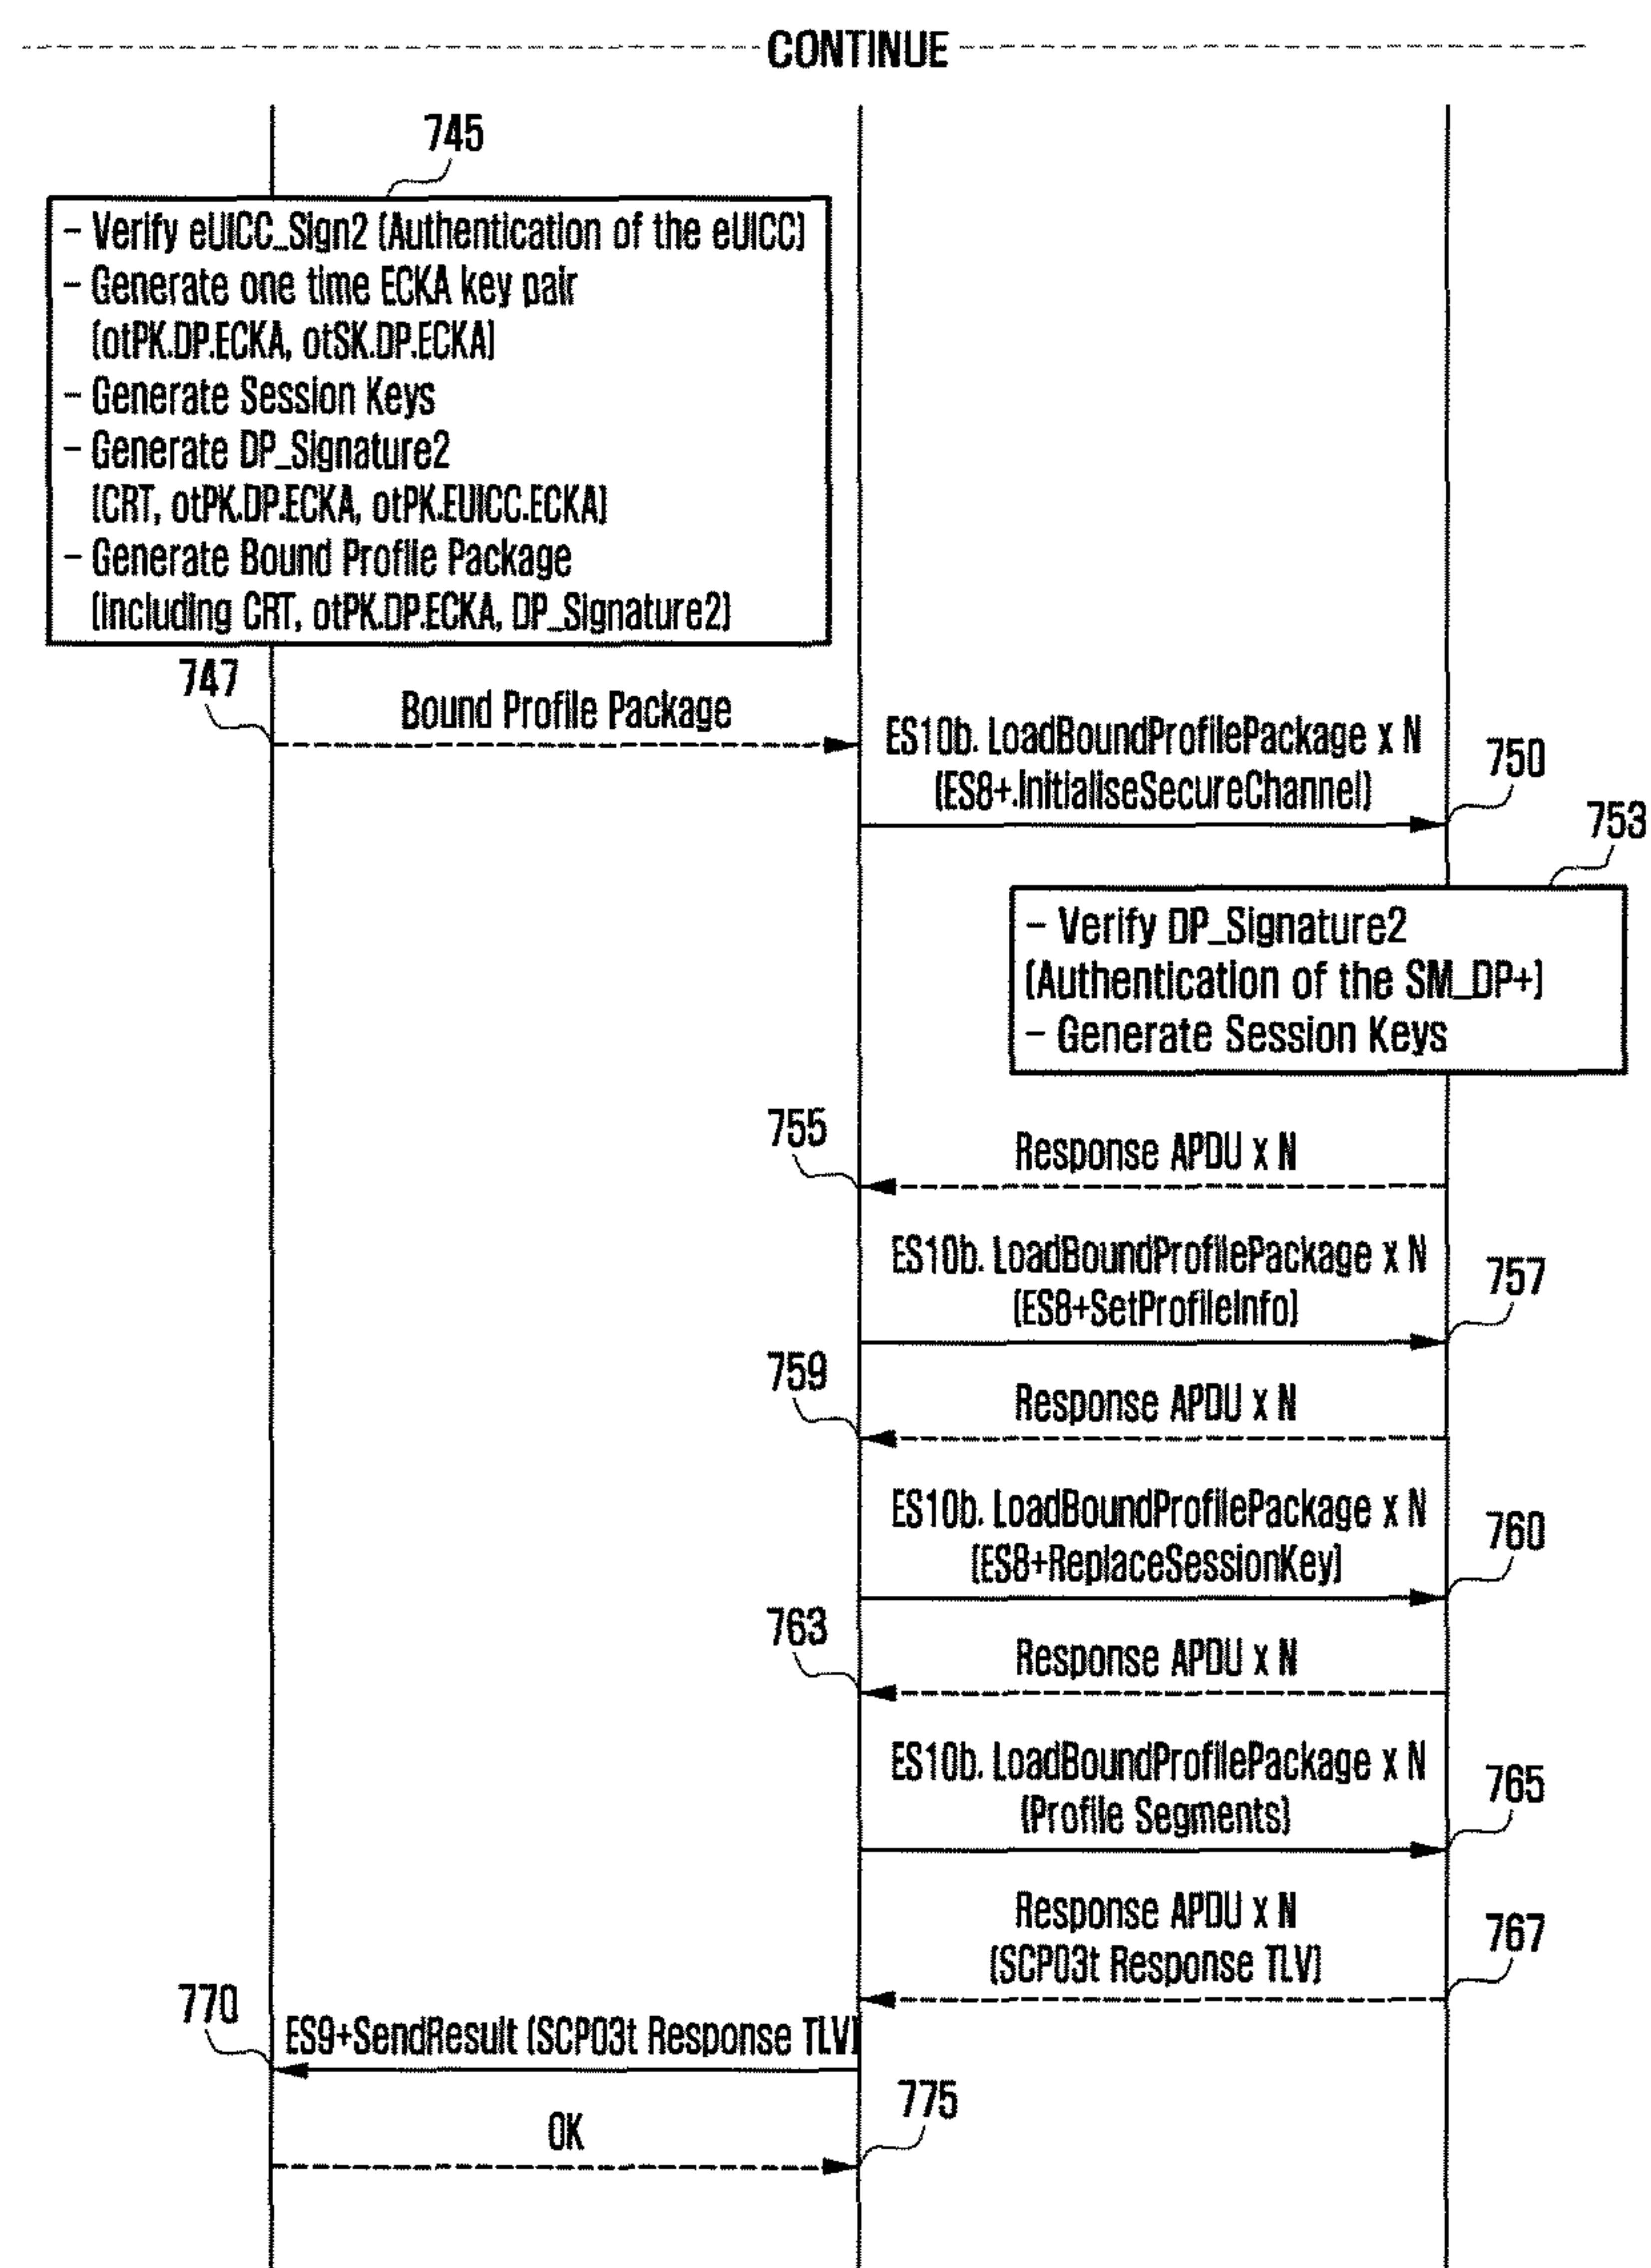 CONTINUE
745
– Verify eUICC_Sign2 (Authentication of the eUICC)
– Generate one time ECKA key pair
(otPK.DP.ECKA, otSK.DP.ECKA)
– Generate Session Keys
– Generate DP_Signature2
(CRT, otPK.DP.ECKA, otPK.EUICC.ECKA)
– Generate Bound Profile Package
(including CRT, otPK.DP.ECKA, DP_Signature2)
747
Bound Profile Package
ES10b. LoadBoundProfilePackage x N
(ES8+.InitialiseSecureChannel)
750
753
– Verify DP_Signature2
(Authentication of the SM_DP+)
– Generate Session Keys
755
Response APDU x N
ES10b. LoadBoundProfilePackage x N
(ES8+SetProfileInfo)
757
759
Response APDU x N
ES10b. LoadBoundProfilePackage x N
(ES8+ReplaceSessionKey)
760
763
Response APDU x N
ES10b. LoadBoundProfilePackage x N
(Profile Segments)
765
Response APDU x N
(SCP03t Response TLV)
767
770
ES9+SendResult (SCP03t Response TLV)
775
OK